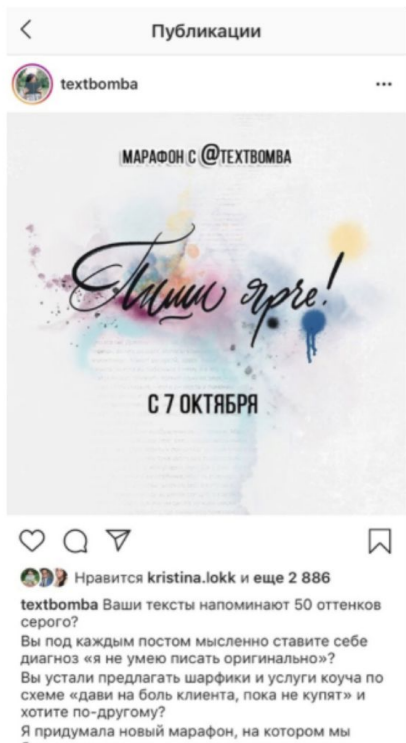 Публикации
textbomba
МАРАФОН С @TEXTBOMBA
Пиши ярче!
С 7 ОКТЯБРЯ
Нравится kristina.lokk и еще 2 886
textbomba Ваши тексты напоминают 50 оттенков
серого?
Вы под каждым постом мысленно ставите себе
диагноз «я не умею писать оригинально»?
Вы устали предлагать шарфики и услуги коуча по
схеме «дави на боль клиента, пока не купят» и
хотите по-другому?
Я придумала новый марафон, на котором мы